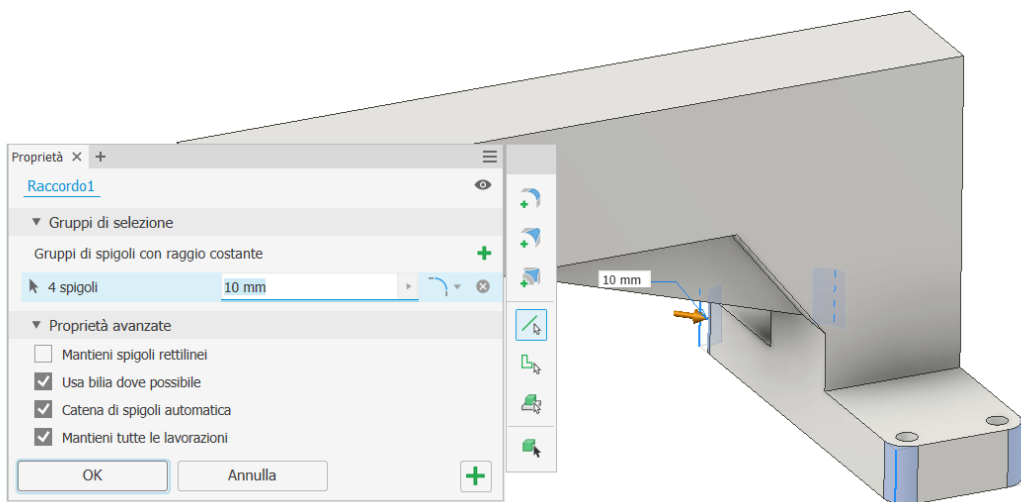 Proprietà
Raccordo1
Gruppi di selezione
Gruppi di spigoli con raggio costante
4 spigoli 10 mm
10 mm
Proprietà avanzate
Mantieni spigoli rettilinei
Usa bilia dove possibile
Catena di spigoli automatica
Mantieni tutte le lavorazioni
OK Annulla